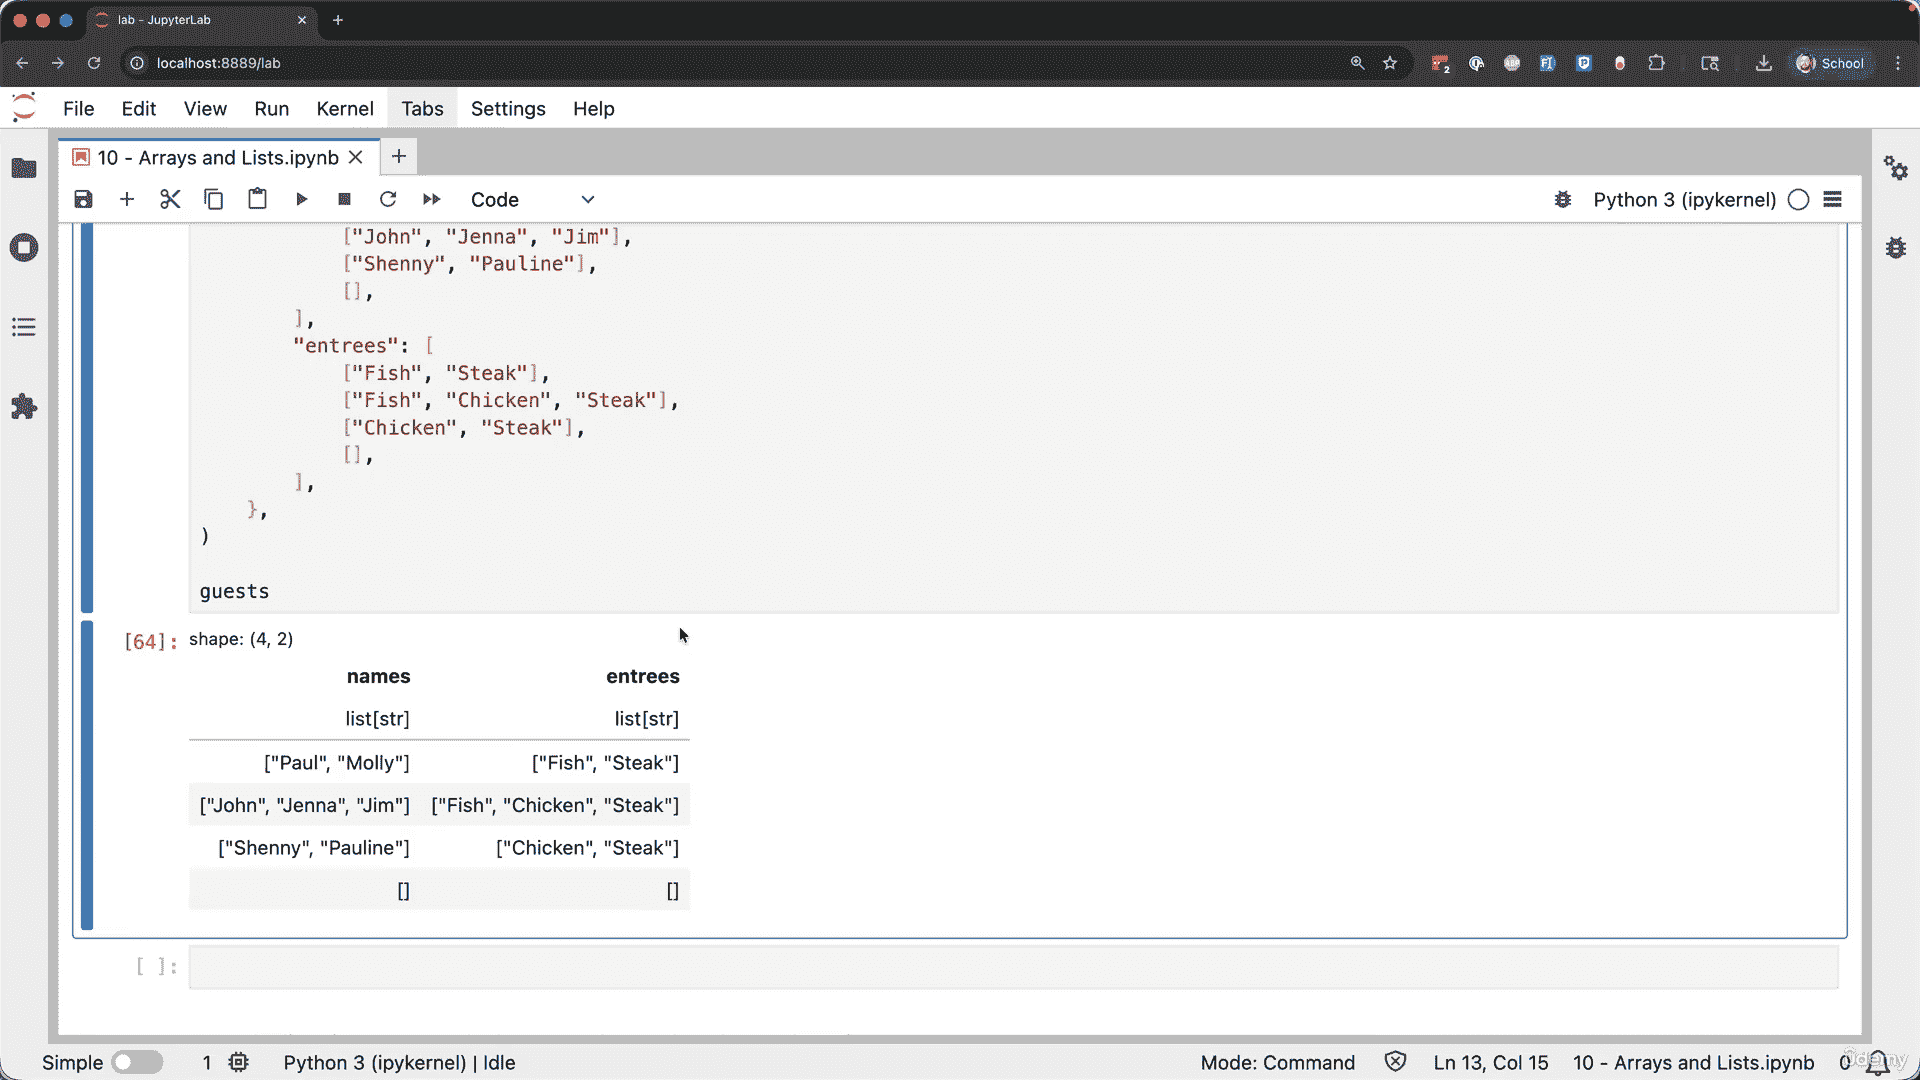 lab - JupyterLab
localhost:8889/lab
2
ABP
School
File Edit View Run Kernel Tabs Settings Help
10 - Arrays and Lists.ipynb
Code
Python 3 (ipykernel)
["John", "Jenna", "Jim"],
["Shenny", "Pauline"],
[],
],
"entrees": [
["Fish", "Steak"],
["Fish", "Chicken", "Steak"],
["Chicken", "Steak"],
[],
],
},
)
guests
[64]: shape: (4, 2)
names entrees
list[str] list[str]
["Paul", "Molly"] ["Fish", "Steak"]
["John", "Jenna", "Jim"] ["Fish", "Chicken", "Steak"]
["Shenny", "Pauline"] ["Chicken", "Steak"]
[] []
[ ]:
Simple 1 Python 3 (ipykernel) | Idle Mode: Command Ln 13, Col 15 10 - Arrays and Lists.ipynb 0